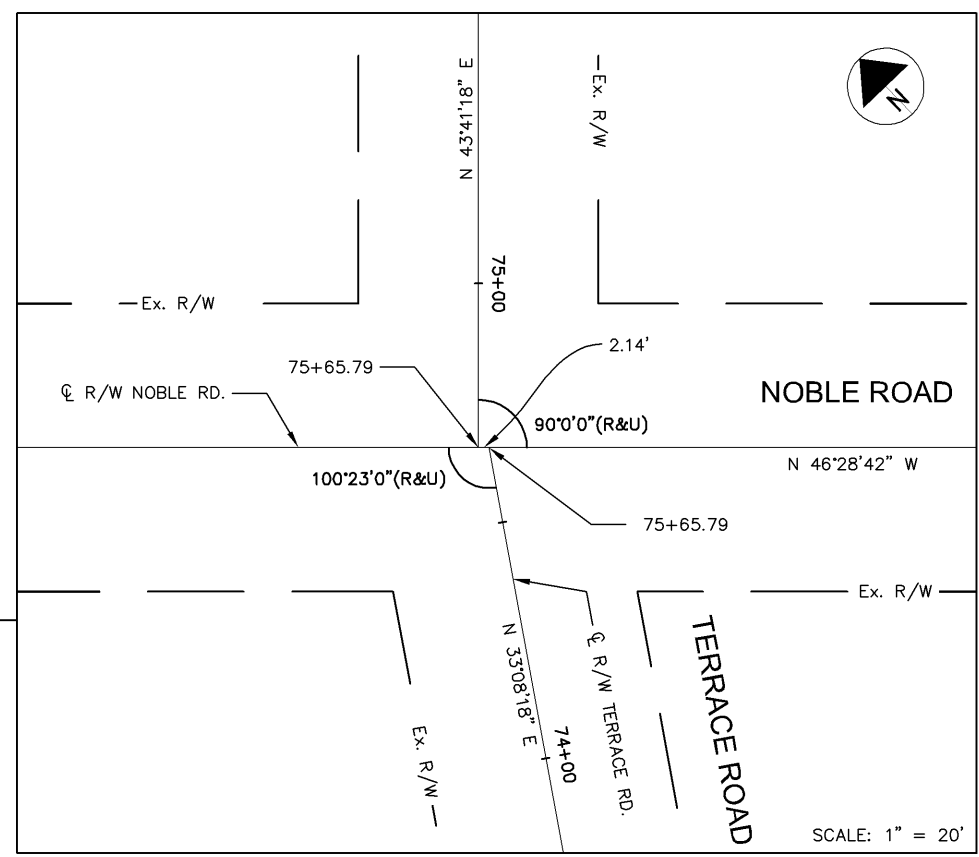 N 43°41'18" E
Ex. R/W
N
75+00
Ex. R/W
2.14'
75+65.79
℄ R/W NOBLE RD.
NOBLE ROAD
90°0'0"(R&U)
N 46°28'42" W
100°23'0"(R&U)
75+65.79
Ex. R/W
N 33°08'18" E
℄ R/W TERRACE RD.
TERRACE ROAD
Ex. R/W
74+00
SCALE: 1" = 20'